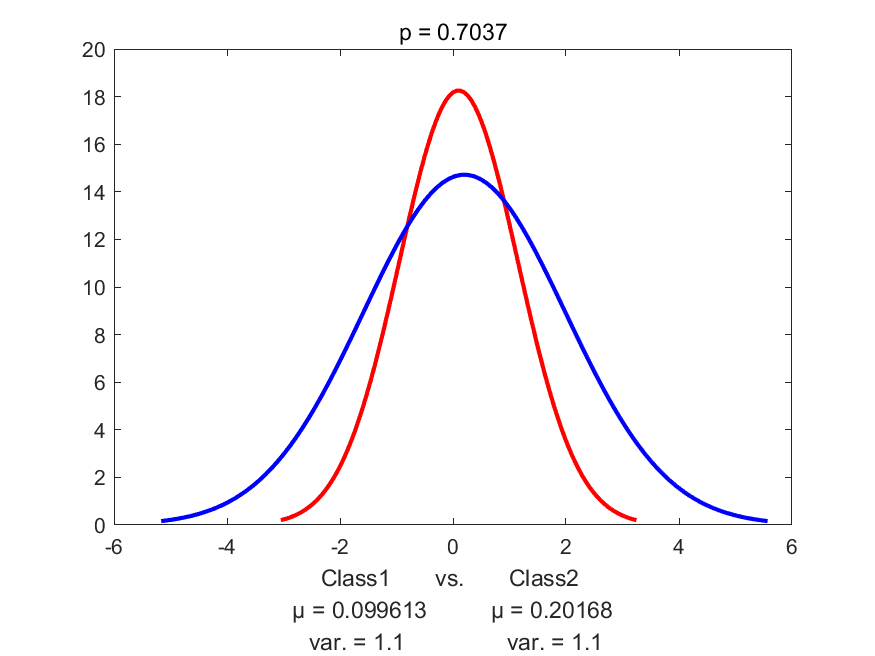 p = 0.7037
20
18
16
14
12
10
8
6
4
2
0
-6 -4 -2 0 2 4 6
Class1 vs. Class2
μ = 0.099613 μ = 0.20168
var. = 1.1 var. = 1.1